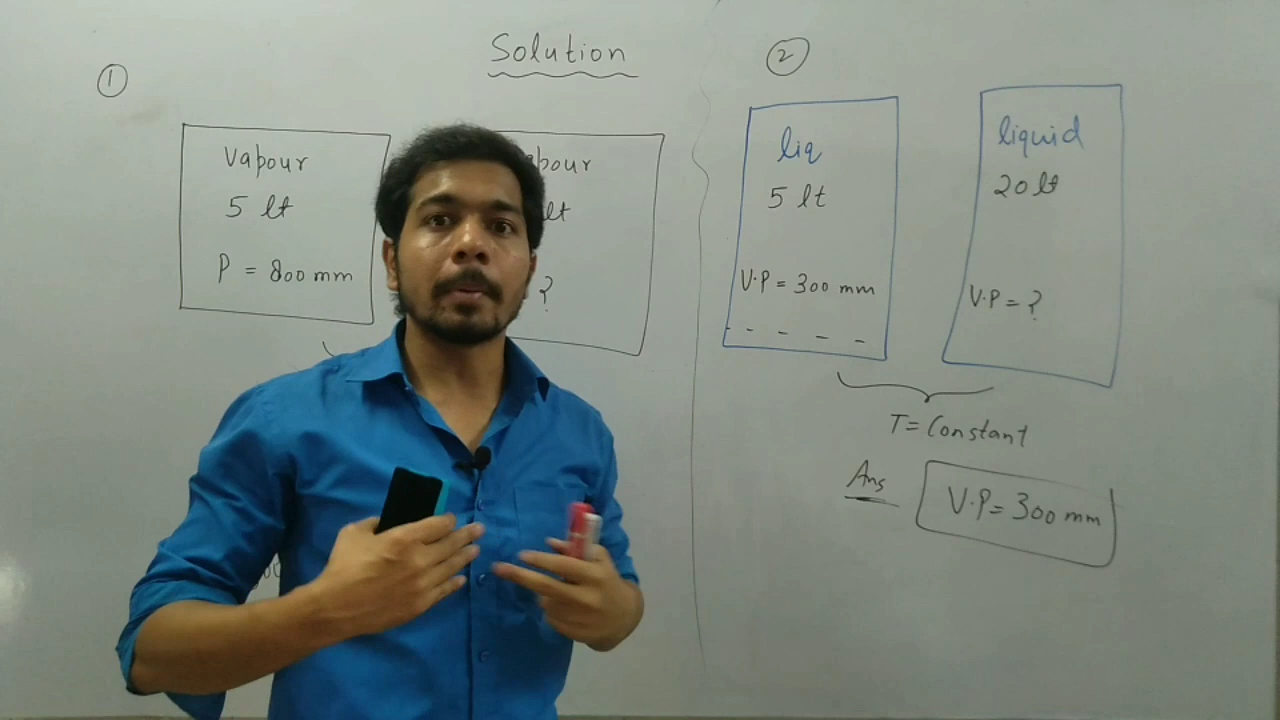 Solution
①
Vapour
5 lt
P = 800 mm
lt
?
②
liq
5 lt
V.P = 300 mm
liquid
20 lt
V.P = ?
T = Constant
Ans
V.P = 300 mm